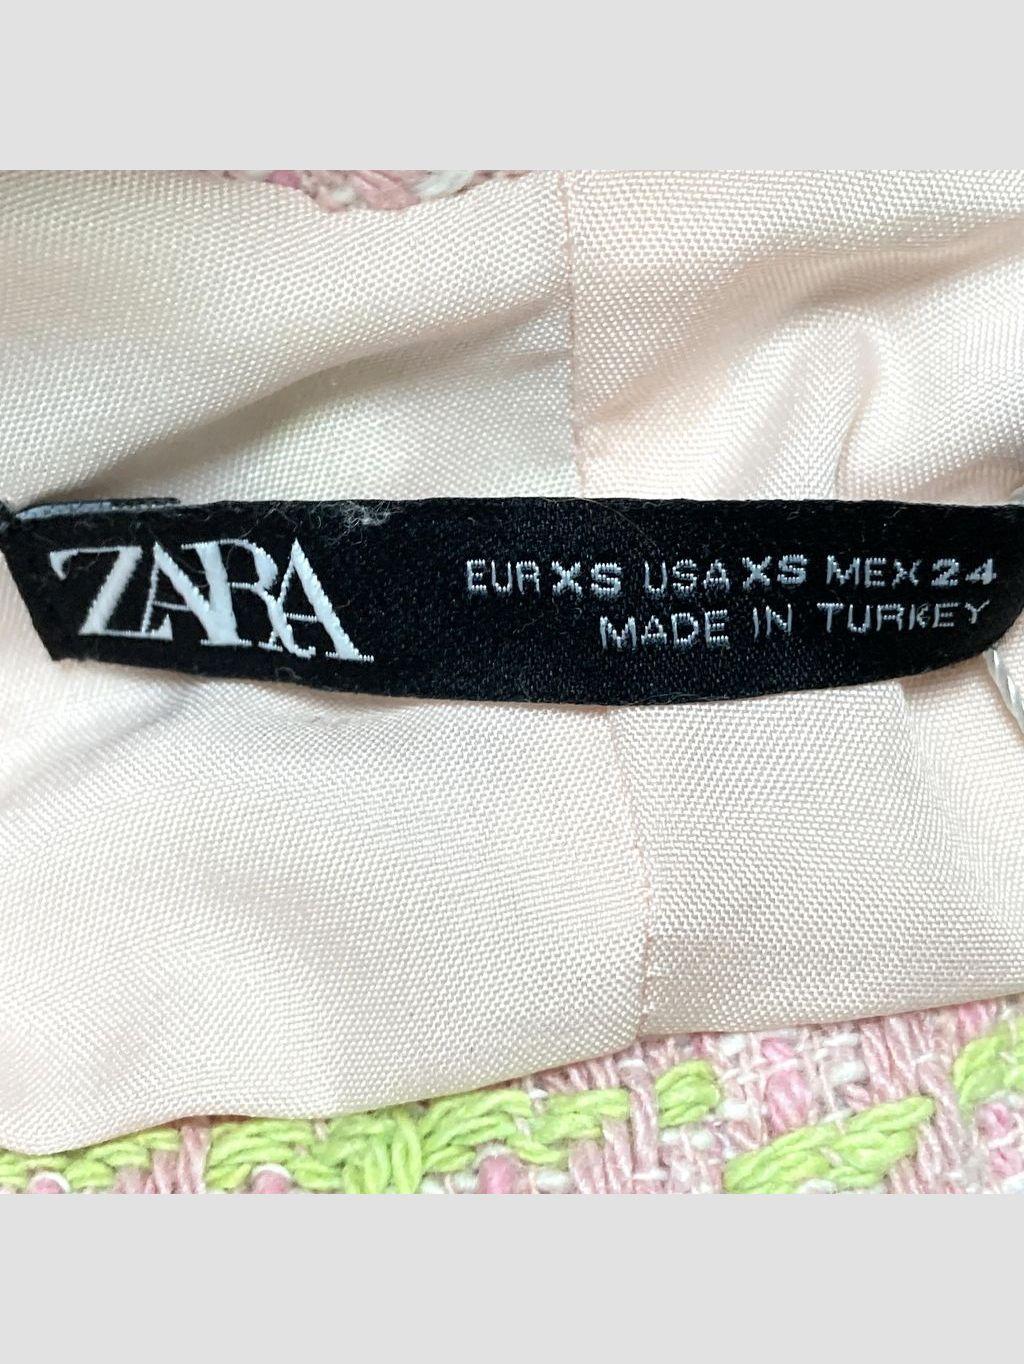 ZARA
EUR XS USA XS MEX 24
MADE IN TURKEY